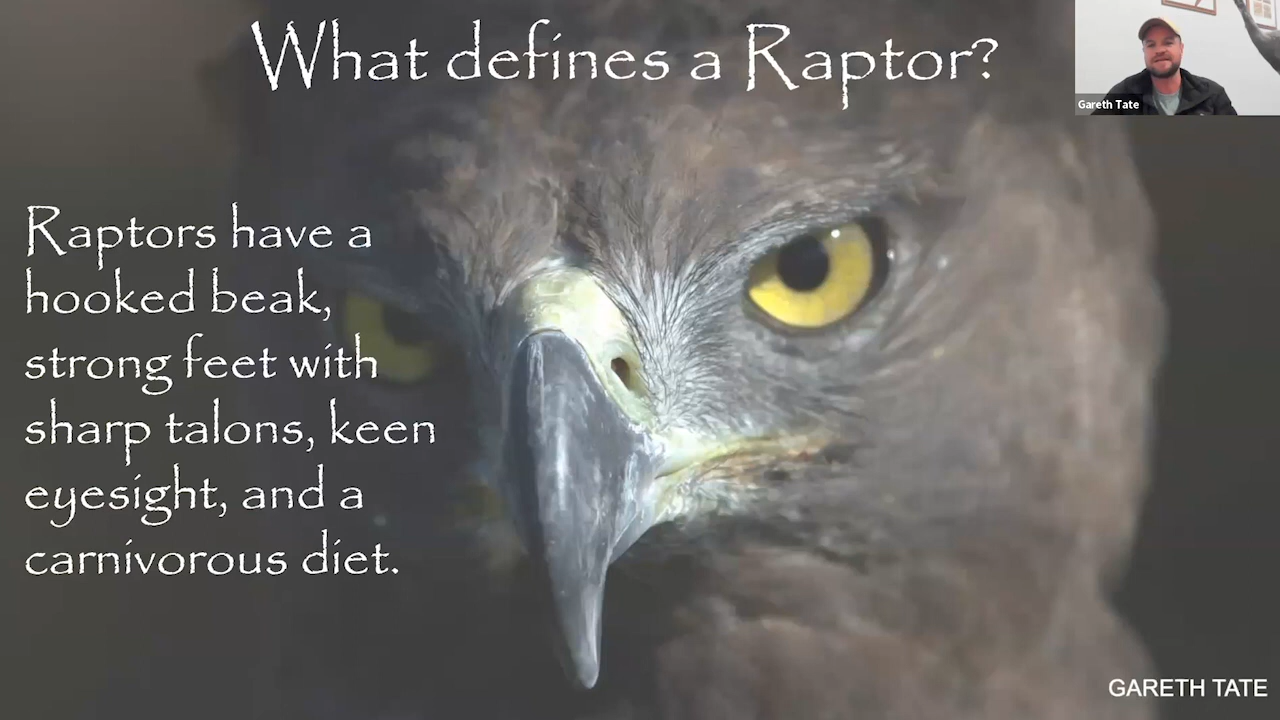 What defines a Raptor?
Gareth Tate
Raptors have a
hooked beak,
strong feet with
sharp talons, keen
eyesight, and a
carnivorous diet.
GARETH TATE